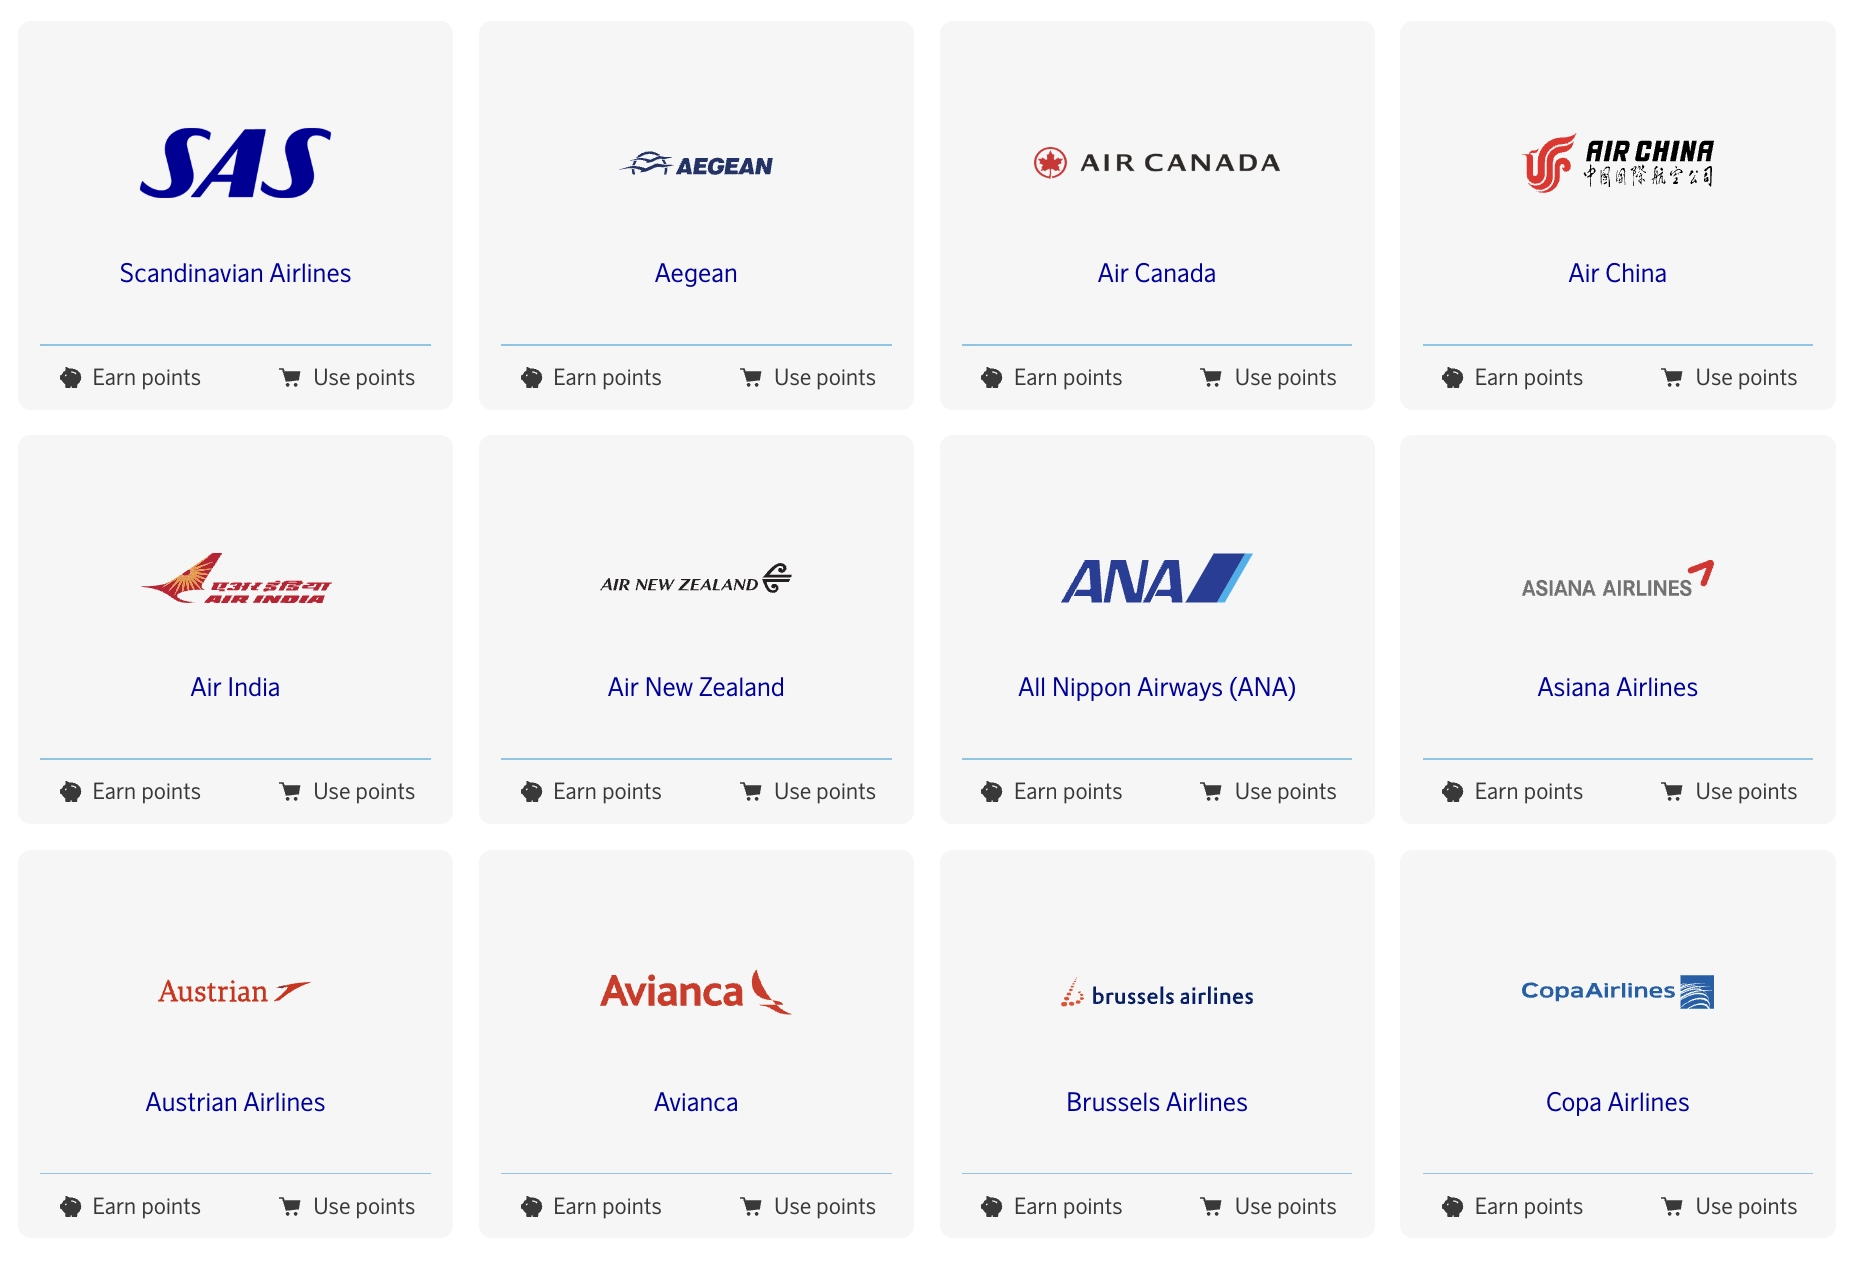 SAS
Scandinavian Airlines
Earn points Use points
AEGEAN
Aegean
Earn points Use points
AIR CANADA
Air Canada
Earn points Use points
AIR CHINA
中国国際航空公司
Air China
Earn points Use points
एअर इंडिया
AIR INDIA
Air India
Earn points Use points
AIR NEW ZEALAND
Air New Zealand
Earn points Use points
ANA
All Nippon Airways (ANA)
Earn points Use points
ASIANA AIRLINES
Asiana Airlines
Earn points Use points
Austrian
Austrian Airlines
Earn points Use points
Avianca
Avianca
Earn points Use points
brussels airlines
Brussels Airlines
Earn points Use points
CopaAirlines
Copa Airlines
Earn points Use points